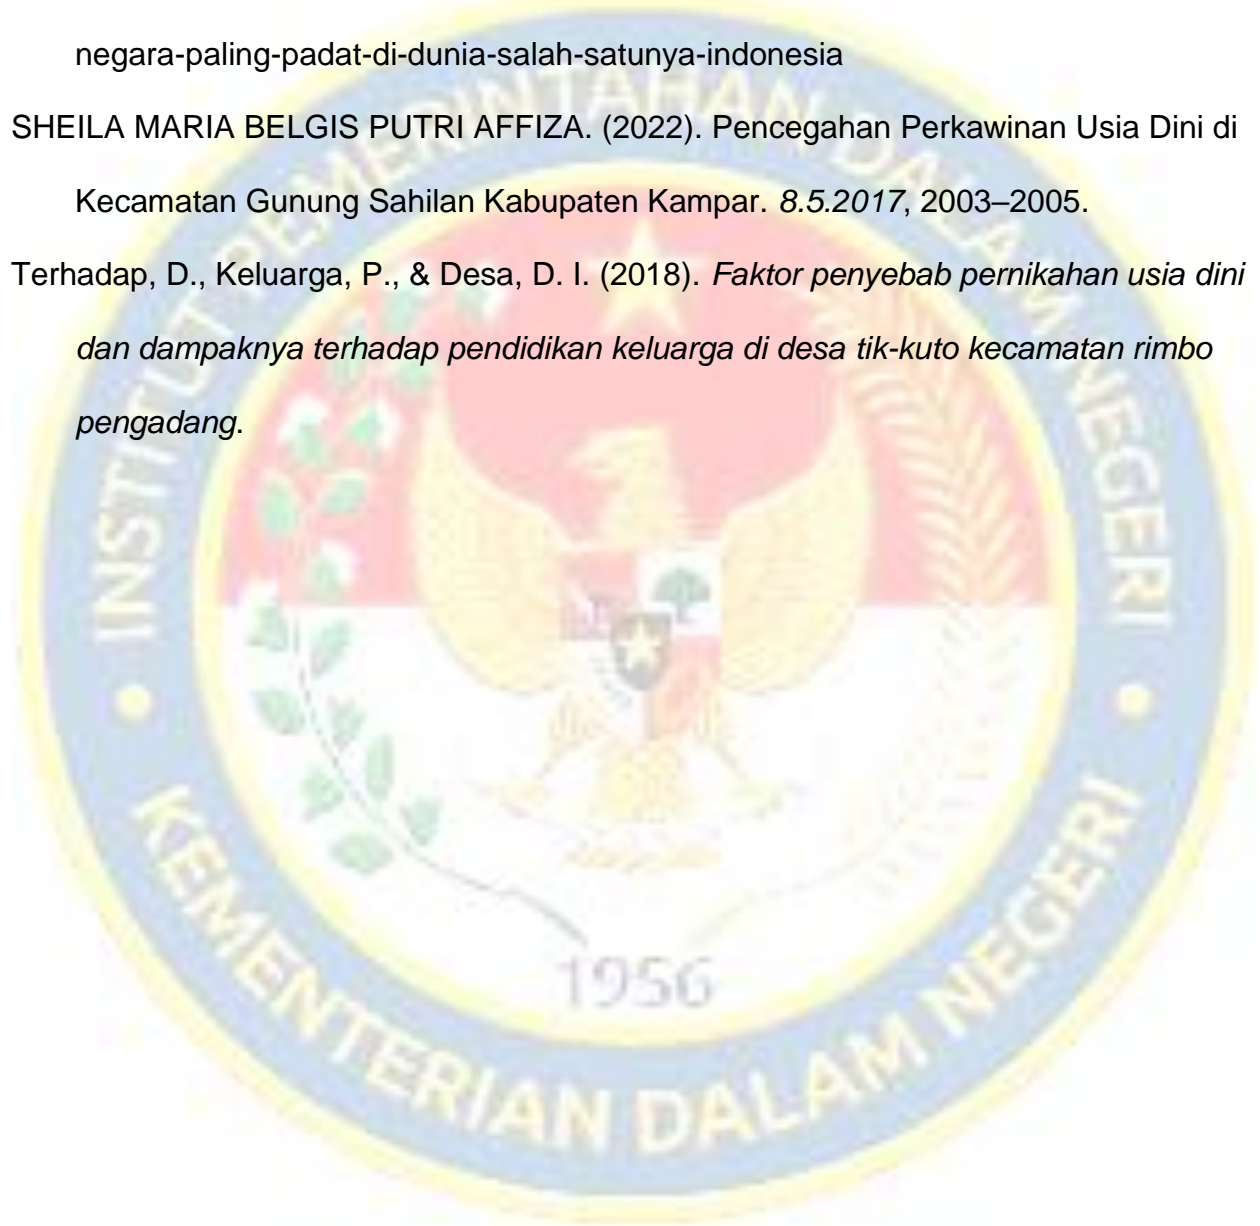 negara-paling-padat-di-dunia-salah-satunya-indonesia
SHEILA MARIA BELGIS PUTRI AFFIZA. (2022). Pencegahan Perkawinan Usia Dini di
Kecamatan Gunung Sahilan Kabupaten Kampar. 8.5.2017, 2003–2005.
Terhadap, D., Keluarga, P., & Desa, D. I. (2018). Faktor penyebab pernikahan usia dini
dan dampaknya terhadap pendidikan keluarga di desa tik-kuto kecamatan rimbo
pengadang.
INSTITUT PEMERINTAHAN DALAM NEGERI
1956
KEMENTERIAN DALAM NEGERI